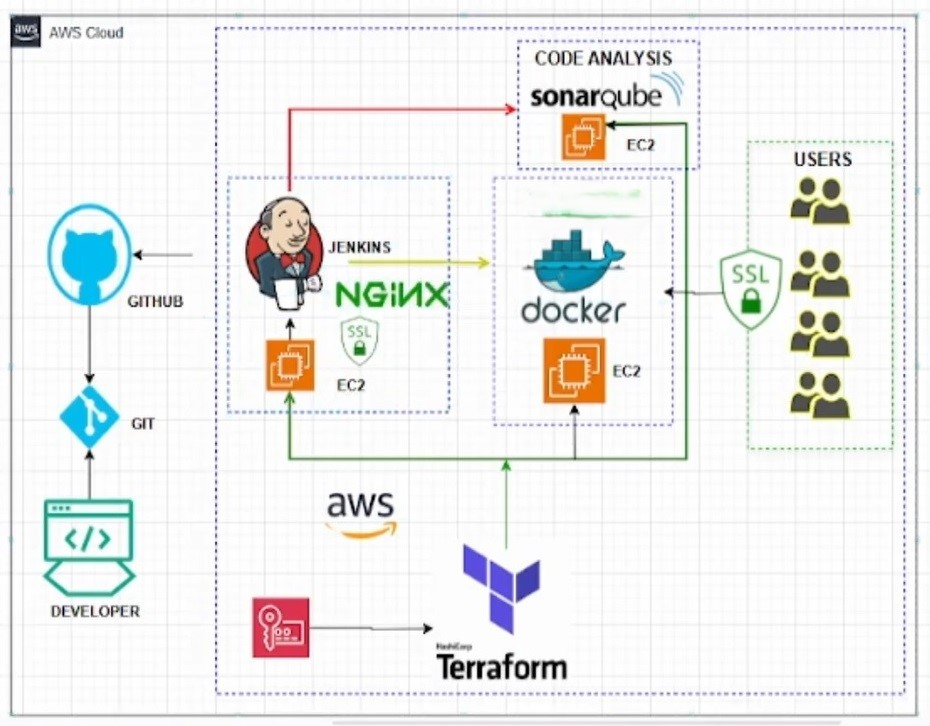 aws
AWS Cloud
CODE ANALYSIS
sonarqube
EC2
USERS
JENKINS
NGiNX
SSL
EC2
docker
EC2
SSL
GITHUB
GIT
DEVELOPER
aws
HashiCorp
Terraform